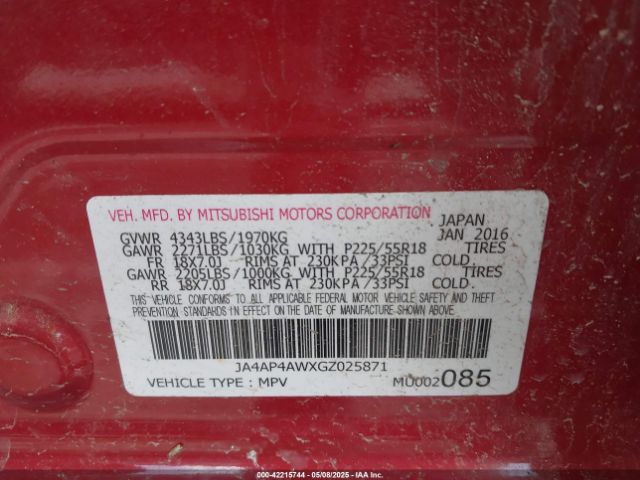 VEH. MFD. BY MITSUBISHI MOTORS CORPORATION JAPAN
GVWR 4343LBS/1970KG JAN 2016
GAWR 2271LBS/1030KG WITH P225/55R18 TIRES
FR 18X7.0J RIMS AT 230KPA/33PSI COLD
GAWR 2205LBS/1000KG WITH P225/55R18 TIRES
RR 18X7.0J RIMS AT 230KPA/33PSI COLD.
THIS VEHICLE CONFORMS TO ALL APPLICABLE FEDERAL MOTOR VEHICLE SAFETY AND THEFT
PREVENTION STANDARDS IN EFFECT ON THE DATE OF MANUFACTURE SHOWN ABOVE.
JA4AP4AWXGZ025871
VEHICLE TYPE: MPV MU002085
000-42215744 - 05/08/2025 - IAA Inc.